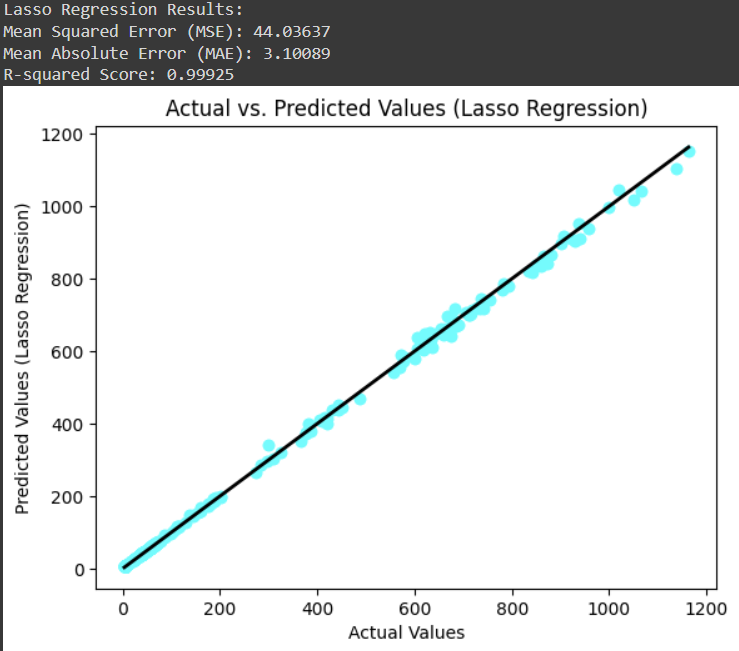 Lasso Regression Results:
Mean Squared Error (MSE): 44.03637
Mean Absolute Error (MAE): 3.10089
R-squared Score: 0.99925
Actual vs. Predicted Values (Lasso Regression)
Predicted Values (Lasso Regression)
1200
1000
800
600
400
200
0
0 200 400 600 800 1000 1200
Actual Values